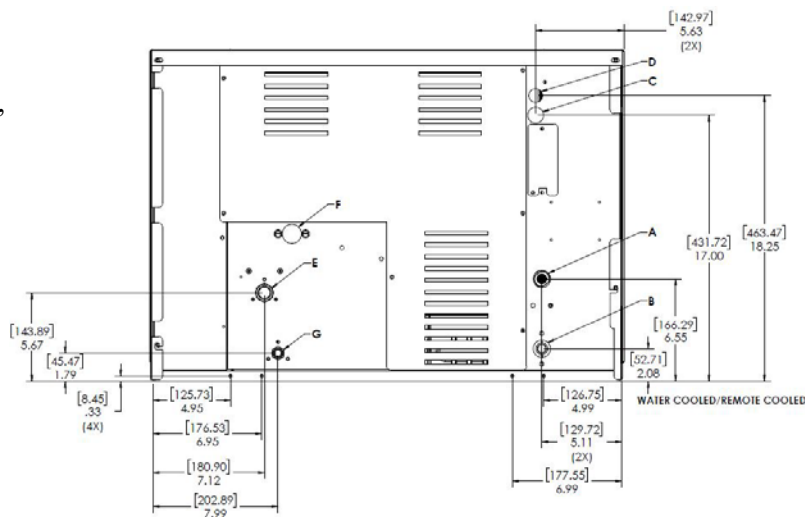 [142.97]
5.63
(2X)
D
C
,
F
A
[463.47]
18.25
[431.72]
17.00
E
[143.89]
5.67
[166.29]
6.55
G
B
[45.47]
1.79
[52.71]
2.08
[8.45]
.33
(4X)
[125.73]
4.95
[126.75]
4.99
WATER COOLED/REMOTE COOLED
[176.53]
6.95
[129.72]
5.11
(2X)
[180.90]
7.12
[177.55]
6.99
[202.89]
7.99